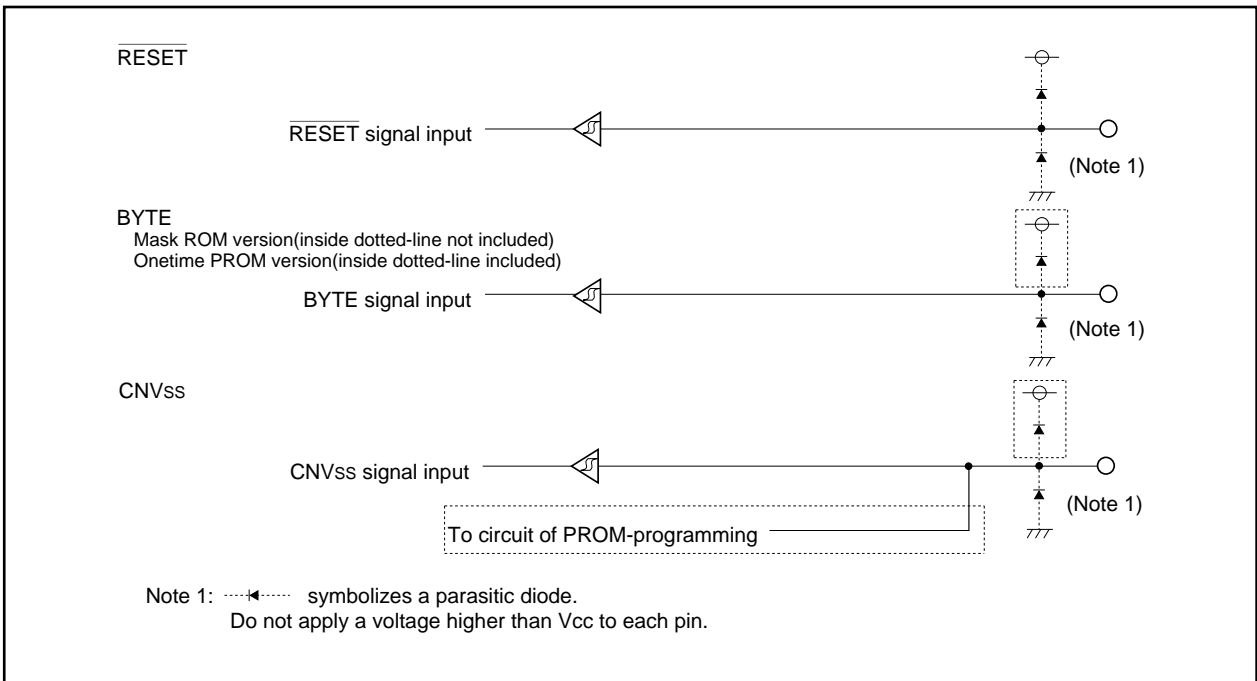 RESET
RESET signal input
(Note 1)
BYTE
Mask ROM version(inside dotted-line not included)
Onetime PROM version(inside dotted-line included)
BYTE signal input
(Note 1)
CNVss
CNVss signal input
(Note 1)
To circuit of PROM-programming
Note 1: symbolizes a parasitic diode.
Do not apply a voltage higher than Vcc to each pin.